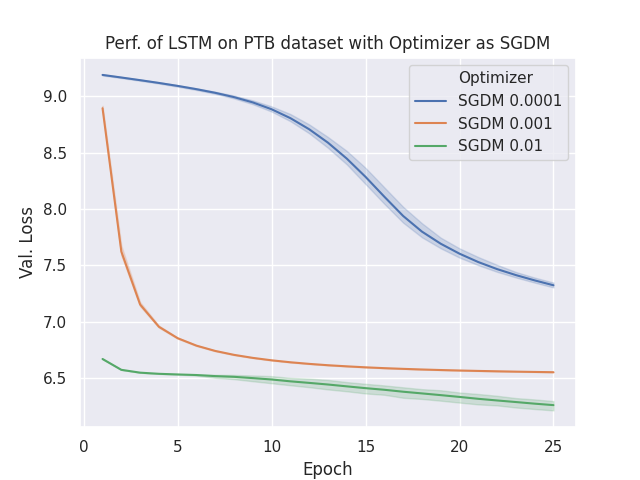 Perf. of LSTM on PTB dataset with Optimizer as SGDM
Optimizer
SGDM 0.0001
SGDM 0.001
SGDM 0.01
Val. Loss
9.0
8.5
8.0
7.5
7.0
6.5
0 5 10 15 20 25
Epoch